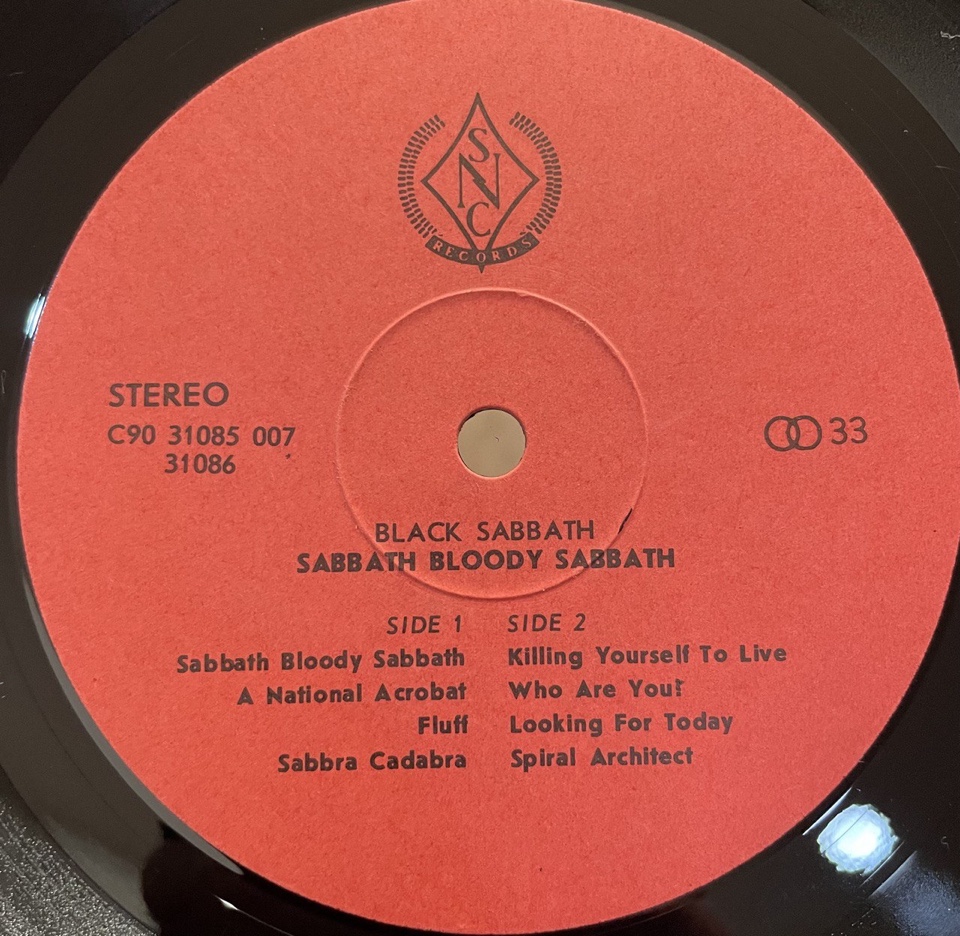 SNC
RECORDS
STEREO
C90 31085 007
31086
33
BLACK SABBATH
SABBATH BLOODY SABBATH
SIDE 1 SIDE 2
Sabbath Bloody Sabbath Killing Yourself To Live
A National Acrobat Who Are You?
Fluff Looking For Today
Sabbra Cadabra Spiral Architect